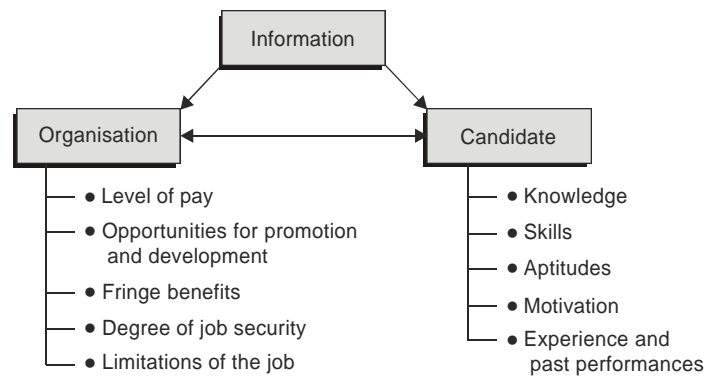 Information
Organisation
Candidate
● Level of pay
● Opportunities for promotion
and development
● Fringe benefits
● Degree of job security
● Limitations of the job
● Knowledge
● Skills
● Aptitudes
● Motivation
● Experience and
past performances